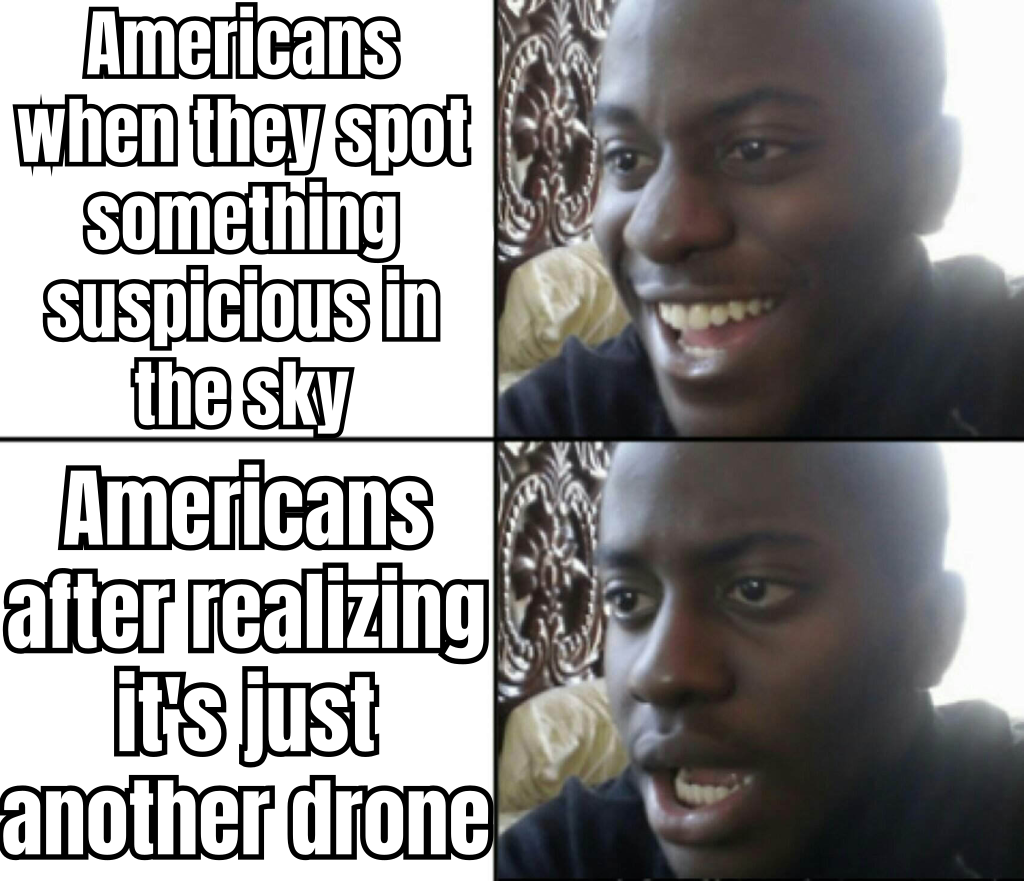 Americans
when they spot
something
suspicious in
the sky
Americans
after realizing
it's just
another drone